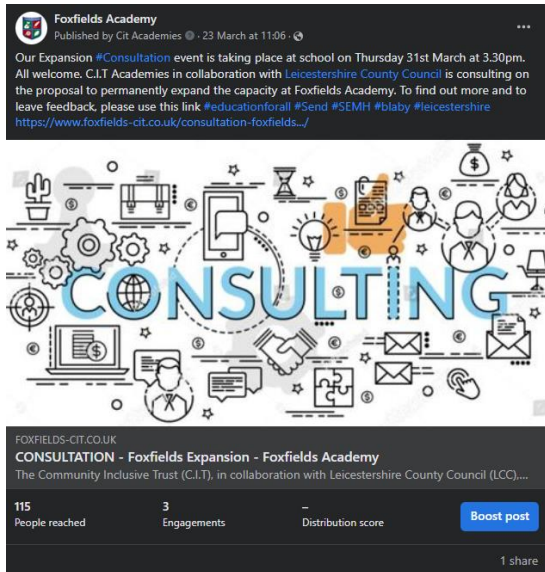 Foxfields Academy
Published by Cit Academies · 23 March at 11:06 ·
Our Expansion #Consultation event is taking place at school on Thursday 31st March at 3.30pm.
All welcome. C.I.T Academies in collaboration with Leicestershire County Council is consulting on
the proposal to permanently expand the capacity at Foxfields Academy. To find out more and to
leave feedback, please use this link #educationforall #Send #SEMH #blaby #leicestershire
https://www.foxfields-cit.co.uk/consultation-foxfields.../
CONSULTING
FOXFIELDS-CIT.CO.UK
CONSULTATION - Foxfields Expansion - Foxfields Academy
The Community Inclusive Trust (C.I.T), in collaboration with Leicestershire County Council (LCC),...
115 3 –
People reached Engagements Distribution score Boost post
1 share